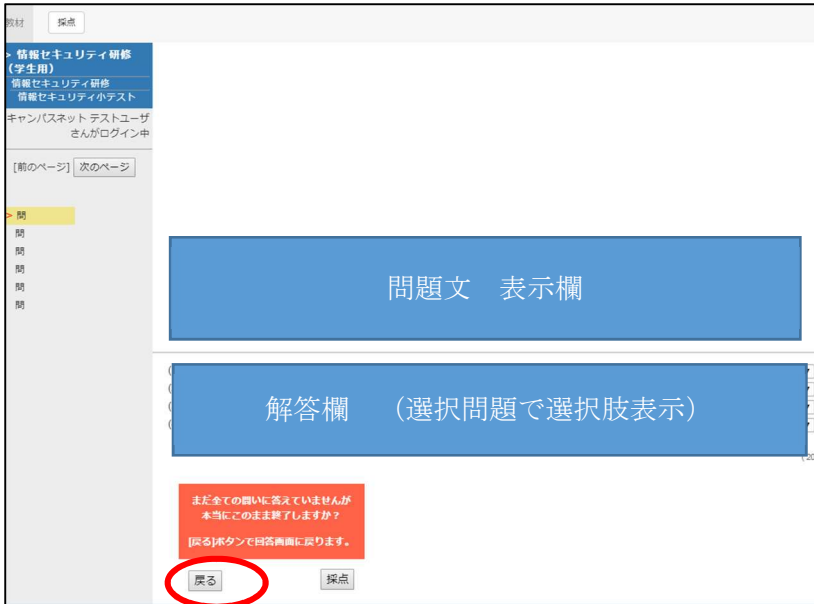 教材 採点
> 情報セキュリティ研修
(学生用)
情報セキュリティ研修
情報セキュリティ小テスト
キャンパスネット テストユーザ
さんがログイン中
[前のページ] 次のページ
> 問
問
問
問
問
問
問題文 表示欄
解答欄 (選択問題で選択肢表示)
まだ全ての問いに答えていませんが
本当にこのまま終了しますか？
[戻る]ボタンで回答画面に戻ります。
戻る 採点